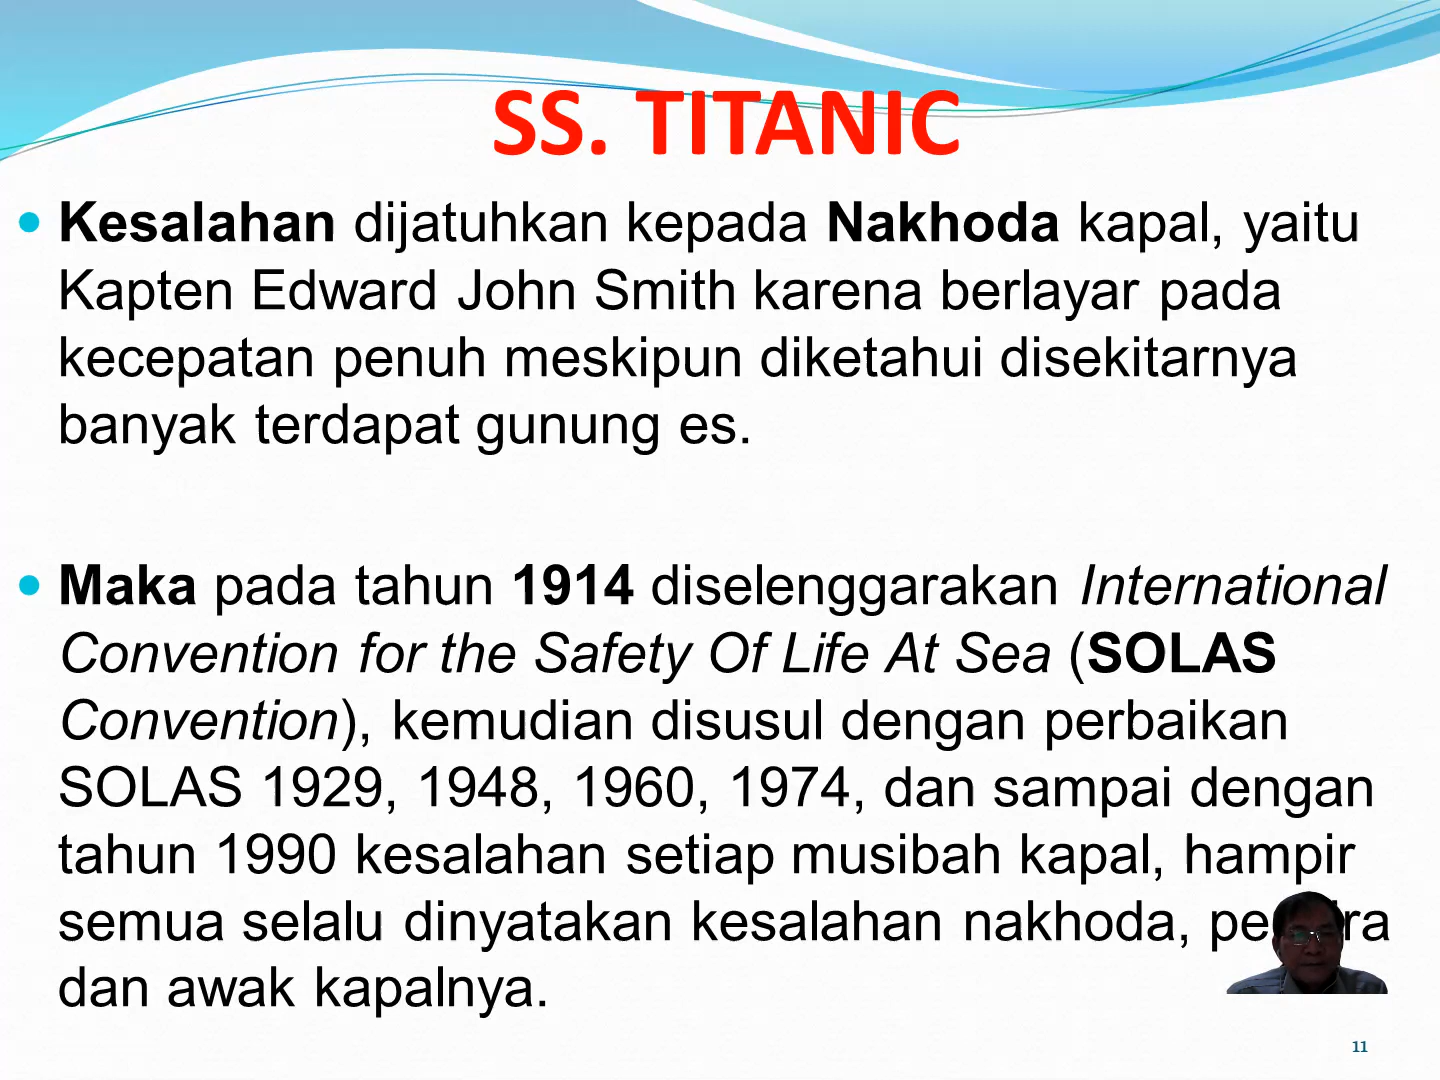 SS. TITANIC
Kesalahan dijatuhkan kepada Nakhoda kapal, yaitu
Kapten Edward John Smith karena berlayar pada
kecepatan penuh meskipun diketahui disekitarnya
banyak terdapat gunung es.
Maka pada tahun 1914 diselenggarakan International
Convention for the Safety Of Life At Sea (SOLAS
Convention), kemudian disusul dengan perbaikan
SOLAS 1929, 1948, 1960, 1974, dan sampai dengan
tahun 1990 kesalahan setiap musibah kapal, hampir
semua selalu dinyatakan kesalahan nakhoda,
dan awak kapalnya.
11